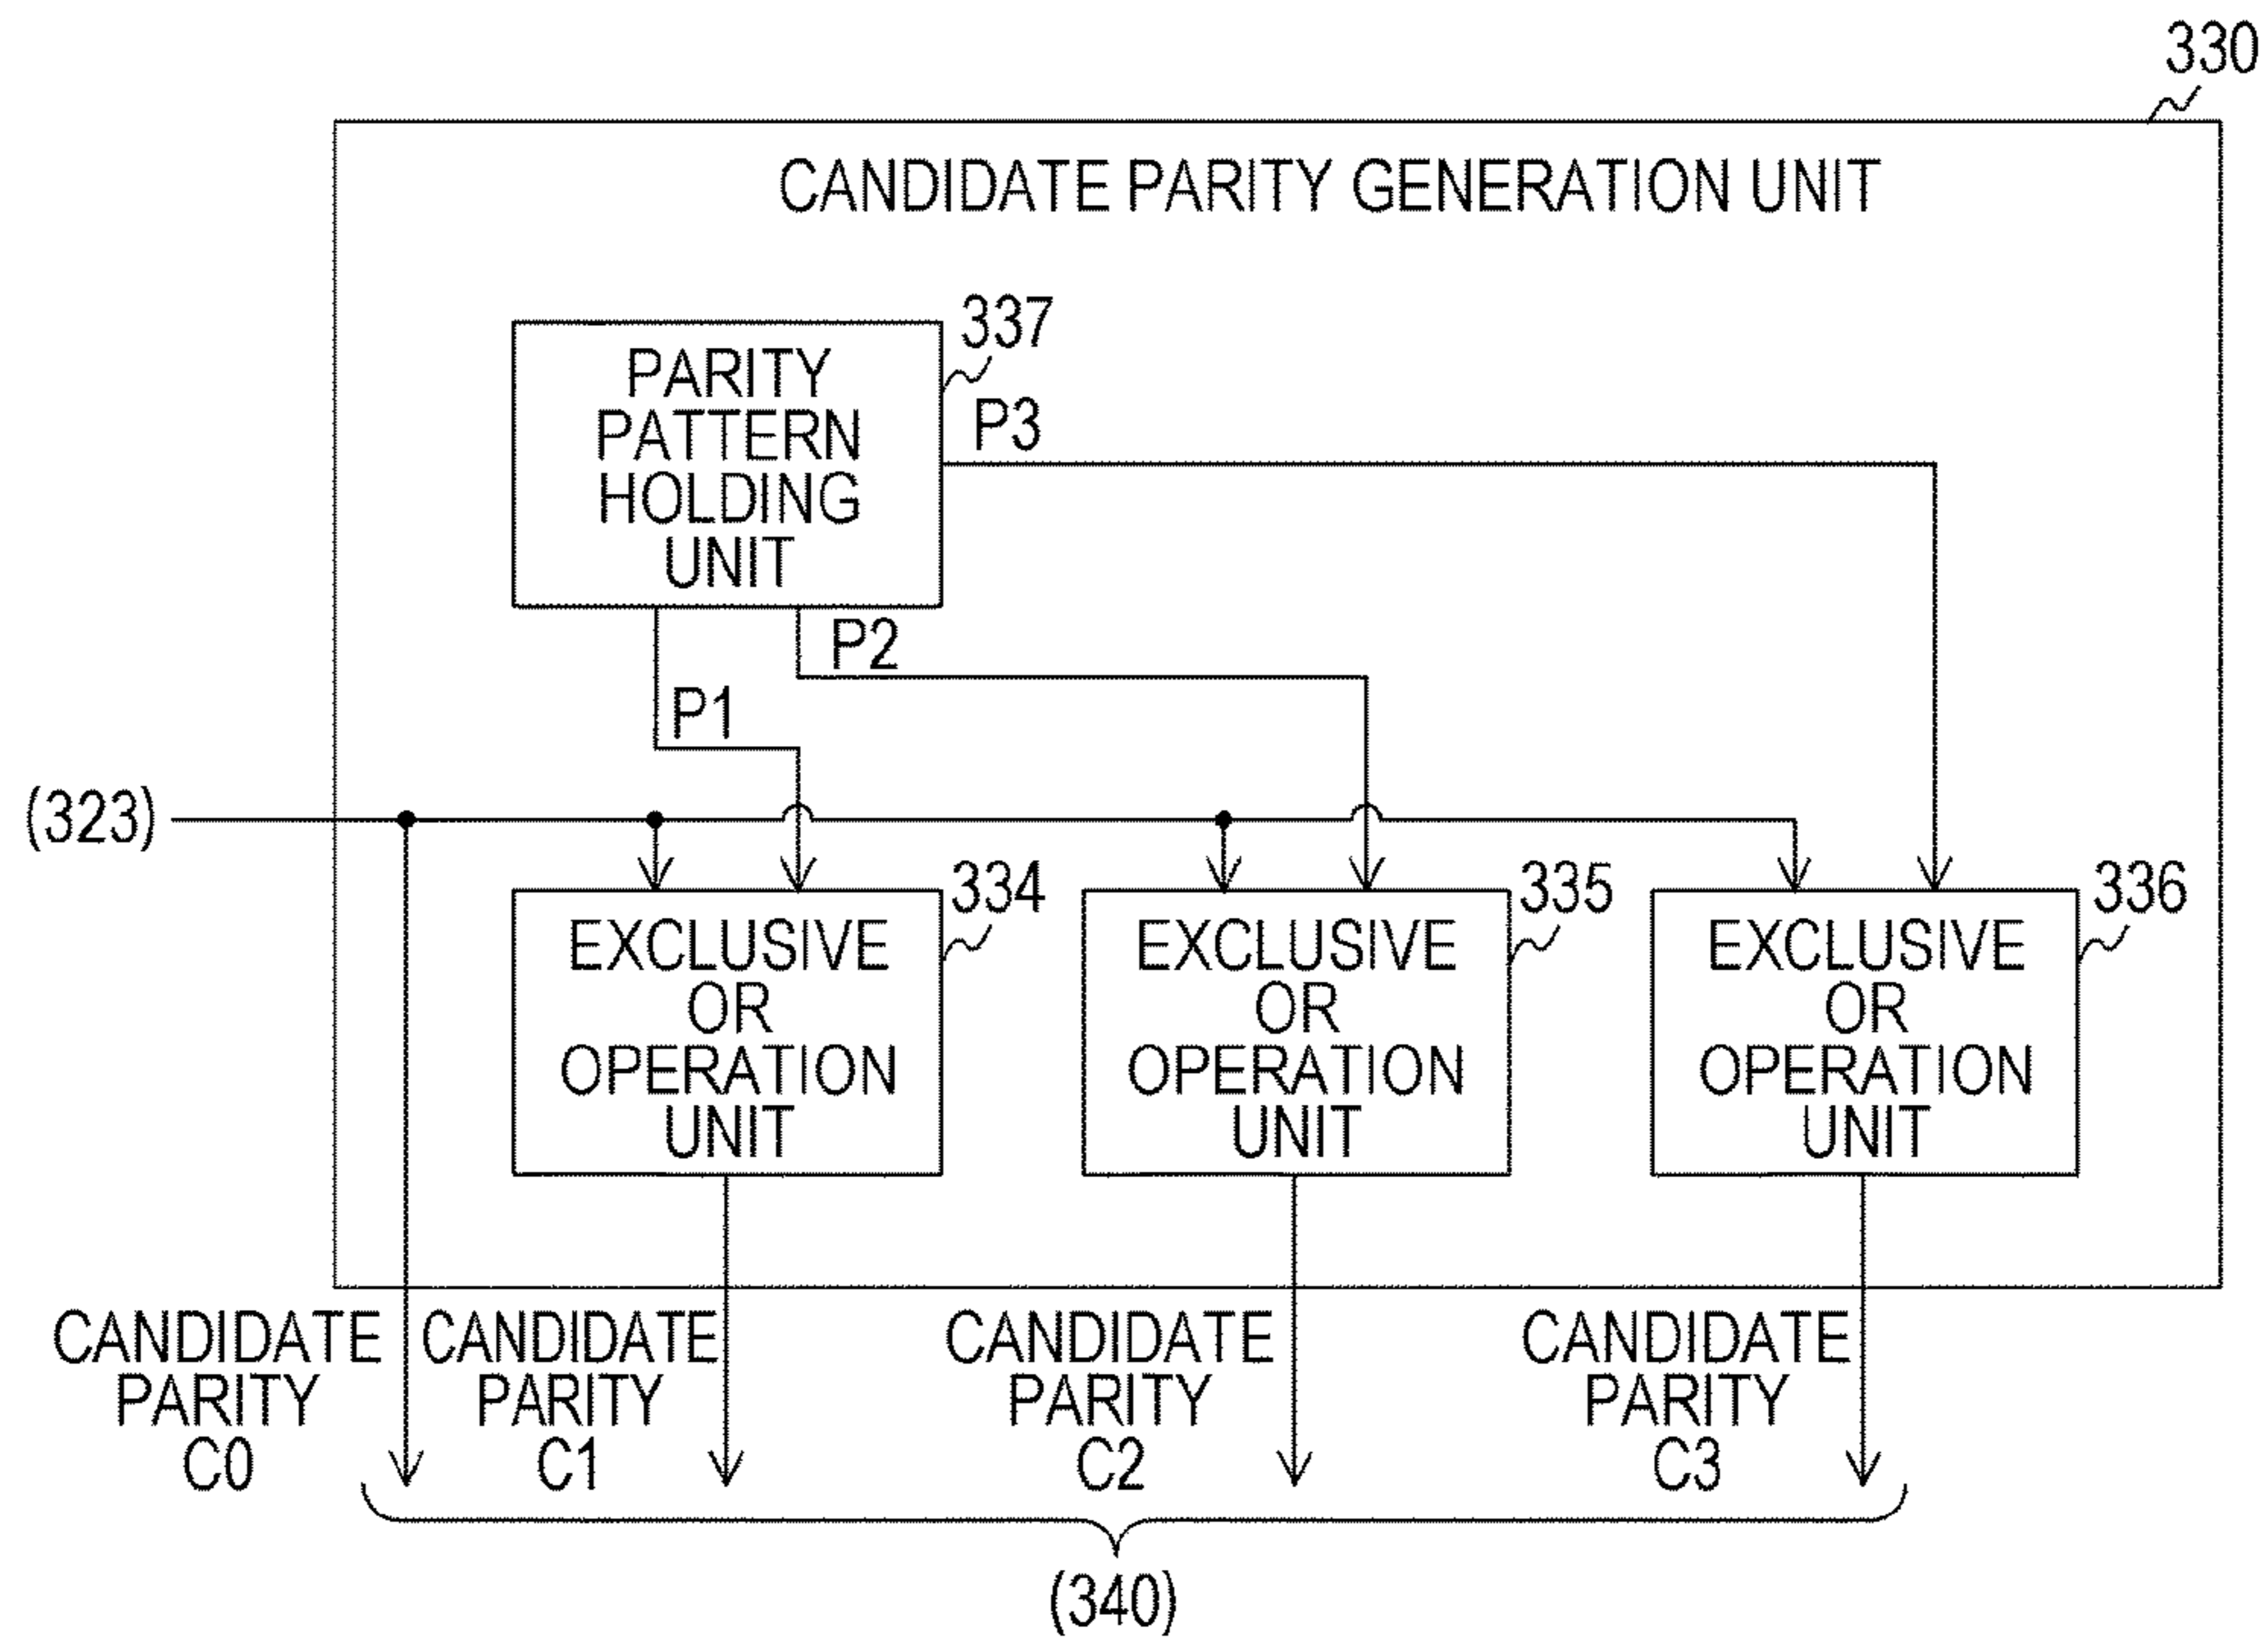 330
CANDIDATE PARITY GENERATION UNIT
337
PARITY
PATTERN
HOLDING
UNIT
P3
P2
P1
(323)
334
335
336
EXCLUSIVE
OR
OPERATION
UNIT
EXCLUSIVE
OR
OPERATION
UNIT
EXCLUSIVE
OR
OPERATION
UNIT
CANDIDATE
PARITY
C0
CANDIDATE
PARITY
C1
CANDIDATE
PARITY
C2
CANDIDATE
PARITY
C3
(340)